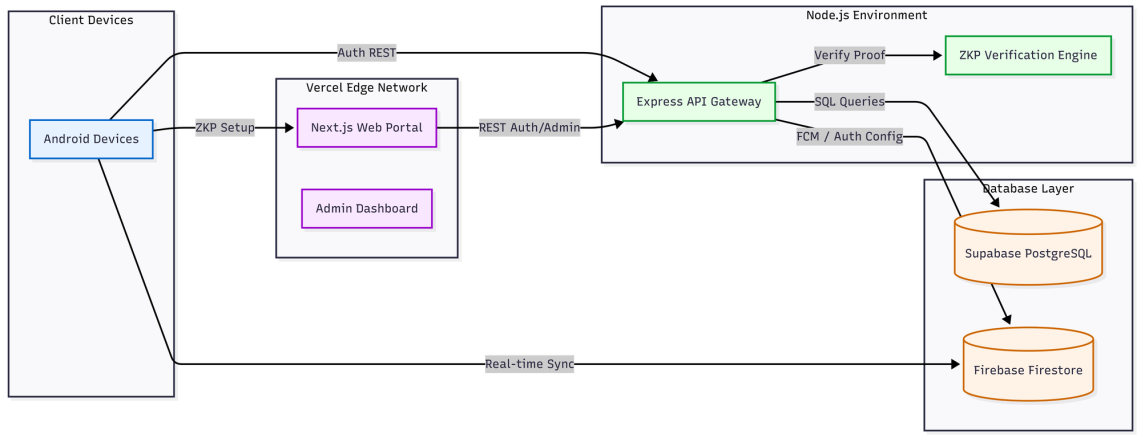 Client Devices
Node.js Environment
Auth REST
Verify Proof
ZKP Verification Engine
Vercel Edge Network
Express API Gateway
SQL Queries
Android Devices
ZKP Setup
Next.js Web Portal
REST Auth/Admin
FCM / Auth Config
Database Layer
Admin Dashboard
Supabase PostgreSQL
Real-time Sync
Firebase Firestore